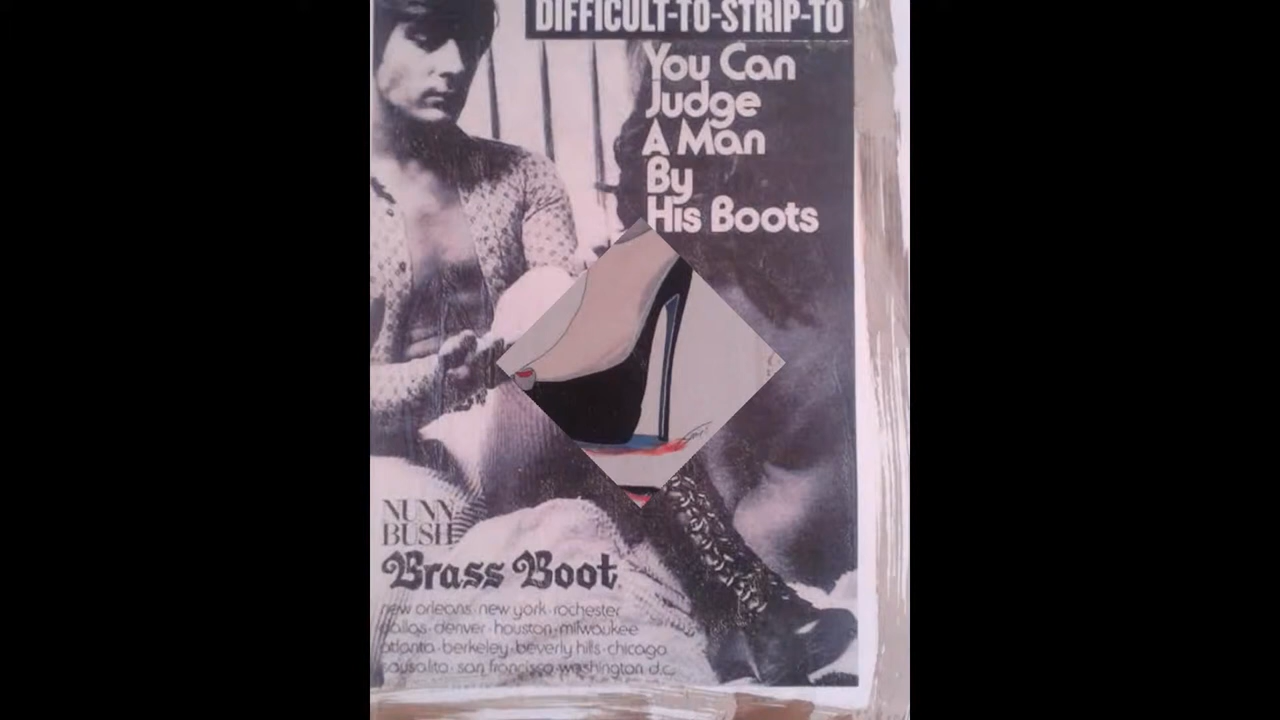 DIFFICULT-TO-STRIP-TO
You Can
Judge
A Man
By
His Boots
NUNN
BUSH
Brass Boot
new orleans · new york · rochester
dallas · denver · houston · milwaukee
atlanta · berkeley · beverly hills · chicago
sausalito · san francisco · washington d.c.